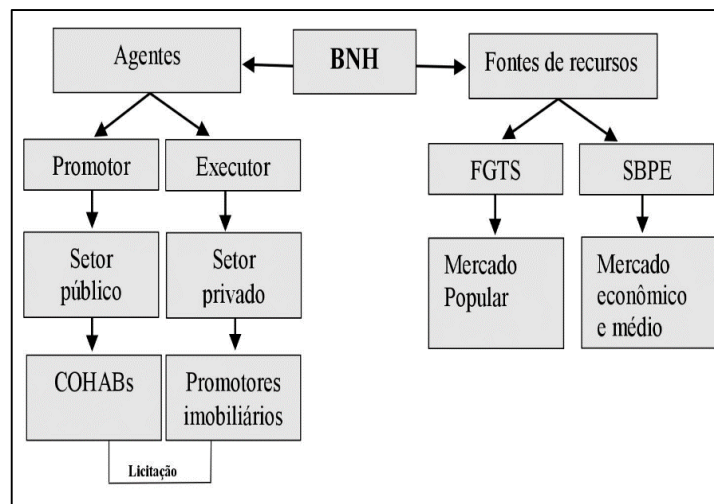 BNH
Agentes
Fontes de recursos
Promotor
Executor
FGTS
SBPE
Setor
público
Setor
privado
Mercado
Popular
Mercado
econômico
e médio
COHABs
Promotores
imobiliários
Licitação